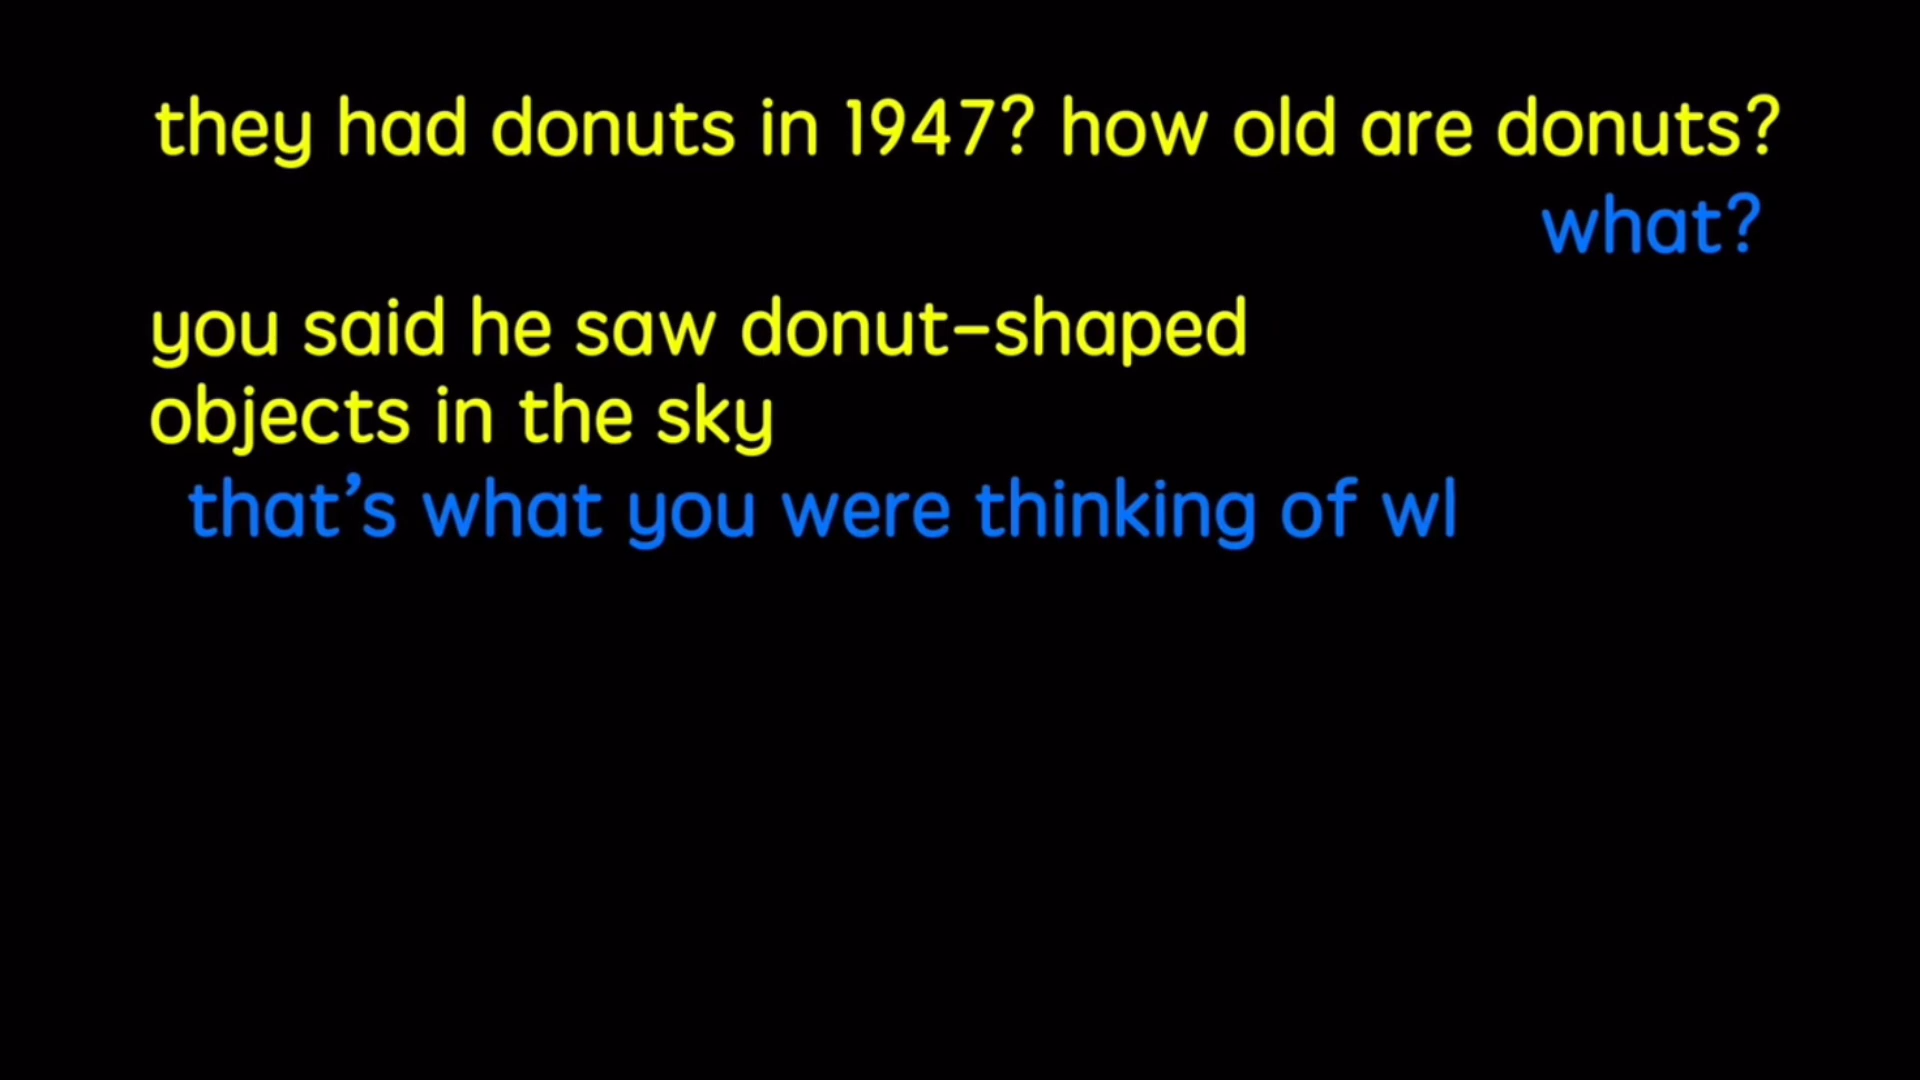 they had donuts in 1947? how old are donuts?
what?
you said he saw donut-shaped
objects in the sky
that's what you were thinking of wl